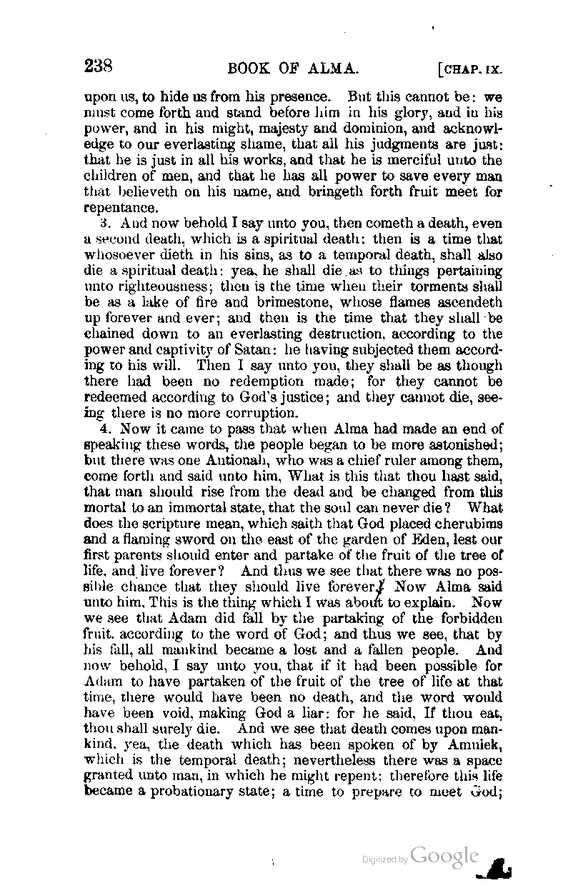 238 BOOK OF ALMA. [CHAP. IX.
upon us, to hide us from his presence. But this cannot be: we
must come forth and stand before him in his glory, and in his
power, and in his might, majesty and dominion, and acknowl-
edge to our everlasting shame, that all his judgments are just:
that he is just in all his works, and that he is merciful unto the
children of men, and that he has all power to save every man
that believeth on his name, and bringeth forth fruit meet for
repentance.
3. And now behold I say unto you, then cometh a death, even
a second death, which is a spiritual death: then is a time that
whosoever dieth in his sins, as to a temporal death, shall also
die a spiritual death: yea, he shall die as to things pertaining
unto righteousness; then is the time when their torments shall
be as a lake of fire and brimestone, whose flames ascendeth
up forever and ever; and then is the time that they shall be
chained down to an everlasting destruction, according to the
power and captivity of Satan: he having subjected them accord-
ing to his will. Then I say unto you, they shall be as though
there had been no redemption made; for they cannot be
redeemed according to God's justice; and they cannot die, see-
ing there is no more corruption.
4. Now it came to pass that when Alma had made an end of
speaking these words, the people began to be more astonished;
but there was one Antionah, who was a chief ruler among them,
come forth and said unto him, What is this that thou hast said,
that man should rise from the dead and be changed from this
mortal to an immortal state, that the soul can never die? What
does the scripture mean, which saith that God placed cherubims
and a flaming sword on the east of the garden of Eden, lest our
first parents should enter and partake of the fruit of the tree of
life, and live forever? And thus we see that there was no pos-
sible chance that they should live forever. Now Alma said
unto him, This is the thing which I was about to explain. Now
we see that Adam did fall by the partaking of the forbidden
fruit, according to the word of God; and thus we see, that by
his fall, all mankind became a lost and a fallen people. And
now behold, I say unto you, that if it had been possible for
Adam to have partaken of the fruit of the tree of life at that
time, there would have been no death, and the word would
have been void, making God a liar: for he said, If thou eat,
thou shall surely die. And we see that death comes upon man-
kind, yea, the death which has been spoken of by Amulek,
which is the temporal death; nevertheless there was a space
granted unto man, in which he might repent: therefore this life
became a probationary state; a time to prepare to meet God;
Digitized by Google